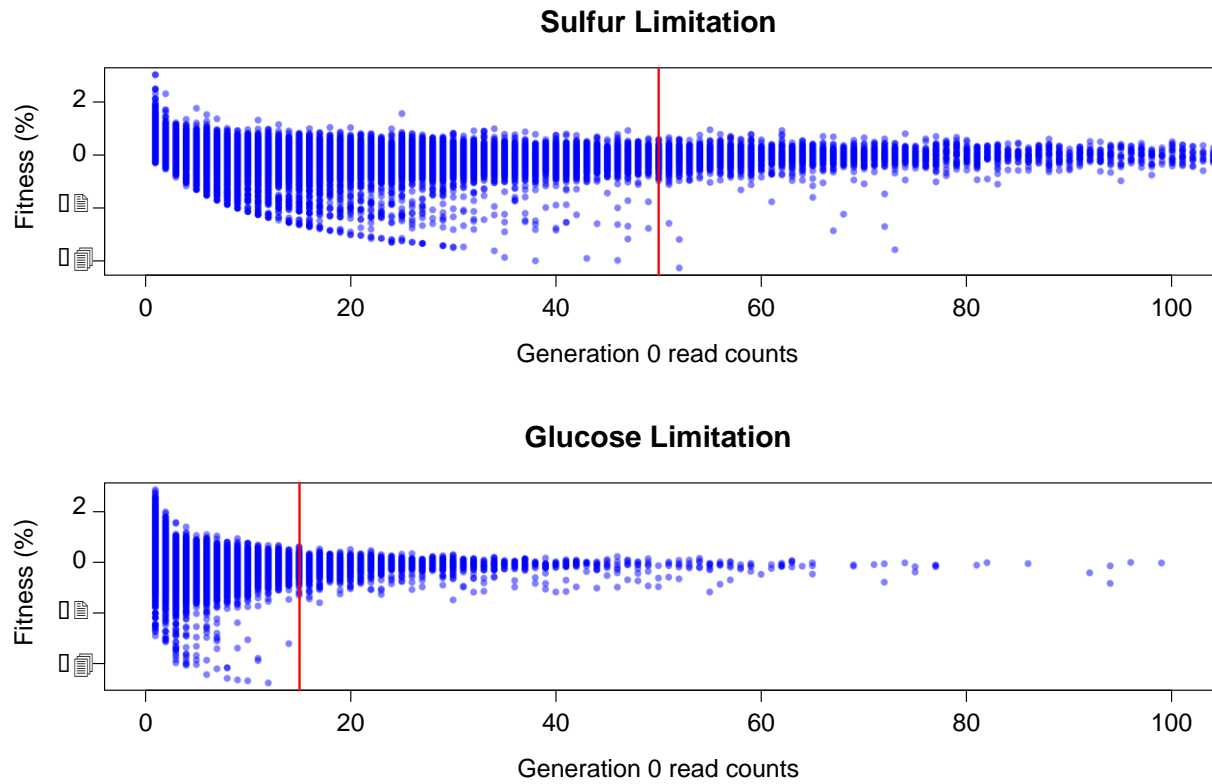 Sulfur Limitation
Fitness (%)
2
0
0 20 40 60 80 100
Generation 0 read counts
Glucose Limitation
Fitness (%)
2
0
0 20 40 60 80 100
Generation 0 read counts